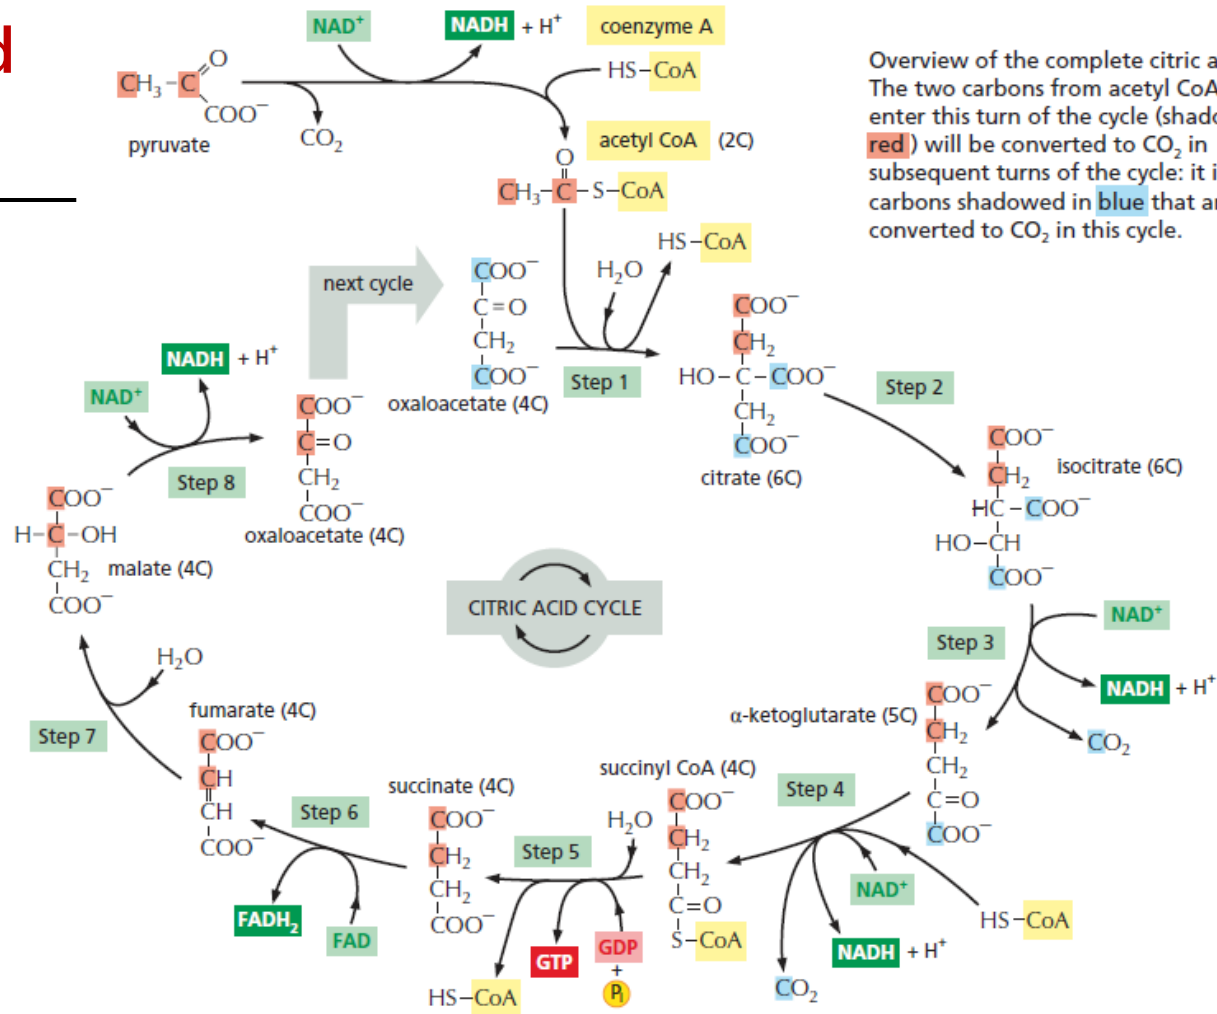 d
NAD⁺
NADH + H⁺
coenzyme A
HS–CoA
CH₃–C
O
COO⁻
pyruvate
CO₂
acetyl CoA (2C)
O
CH₃–C–S–CoA
Overview of the complete citric a
The two carbons from acetyl CoA
enter this turn of the cycle (shado
red ) will be converted to CO₂ in
subsequent turns of the cycle: it i
carbons shadowed in blue that ar
converted to CO₂ in this cycle.
next cycle
COO⁻
C=O
CH₂
COO⁻
oxaloacetate (4C)
H₂O
HS–CoA
Step 1
COO⁻
CH₂
HO–C–COO⁻
CH₂
COO⁻
citrate (6C)
Step 2
COO⁻
CH₂
HC–COO⁻
HO–CH
COO⁻
isocitrate (6C)
Step 3
NAD⁺
NADH + H⁺
CO₂
α-ketoglutarate (5C)
COO⁻
CH₂
CH₂
C=O
COO⁻
Step 4
HS–CoA
NAD⁺
NADH + H⁺
CO₂
succinyl CoA (4C)
COO⁻
CH₂
CH₂
C=O
S–CoA
Step 5
H₂O
GDP
+
Pi
GTP
HS–CoA
succinate (4C)
COO⁻
CH₂
CH₂
COO⁻
Step 6
FAD
FADH₂
fumarate (4C)
COO⁻
CH
CH
COO⁻
Step 7
H₂O
COO⁻
H–C–OH
CH₂
COO⁻
malate (4C)
Step 8
NAD⁺
NADH + H⁺
COO⁻
C=O
CH₂
COO⁻
oxaloacetate (4C)
CITRIC ACID CYCLE